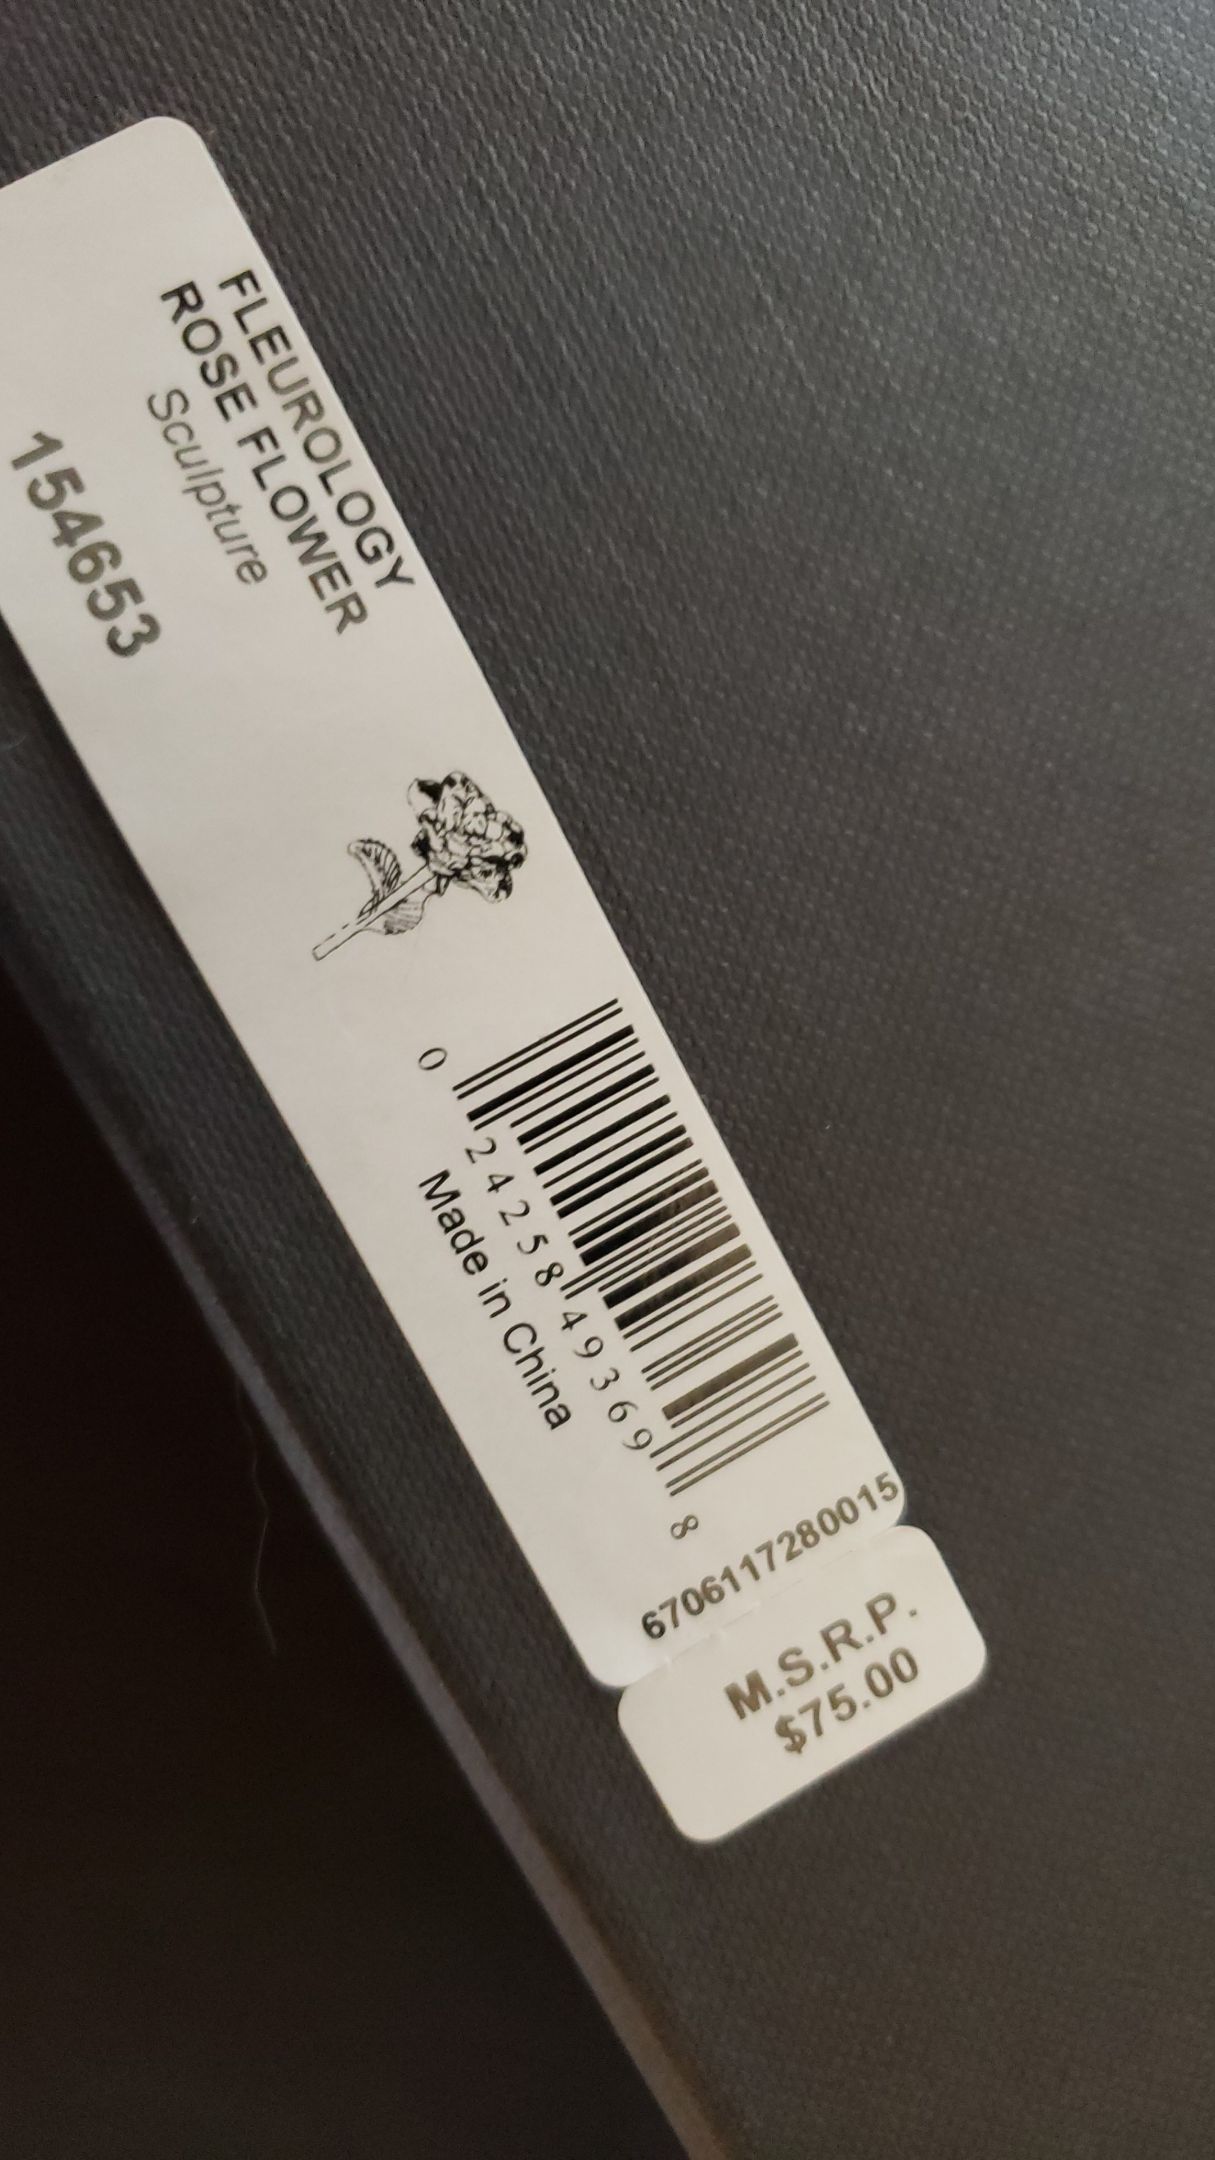 FLEUROLOGY
ROSE FLOWER
Sculpture
154653
0 24258 49369 8
Made in China
6706117280015
M.S.R.P.
$75.00